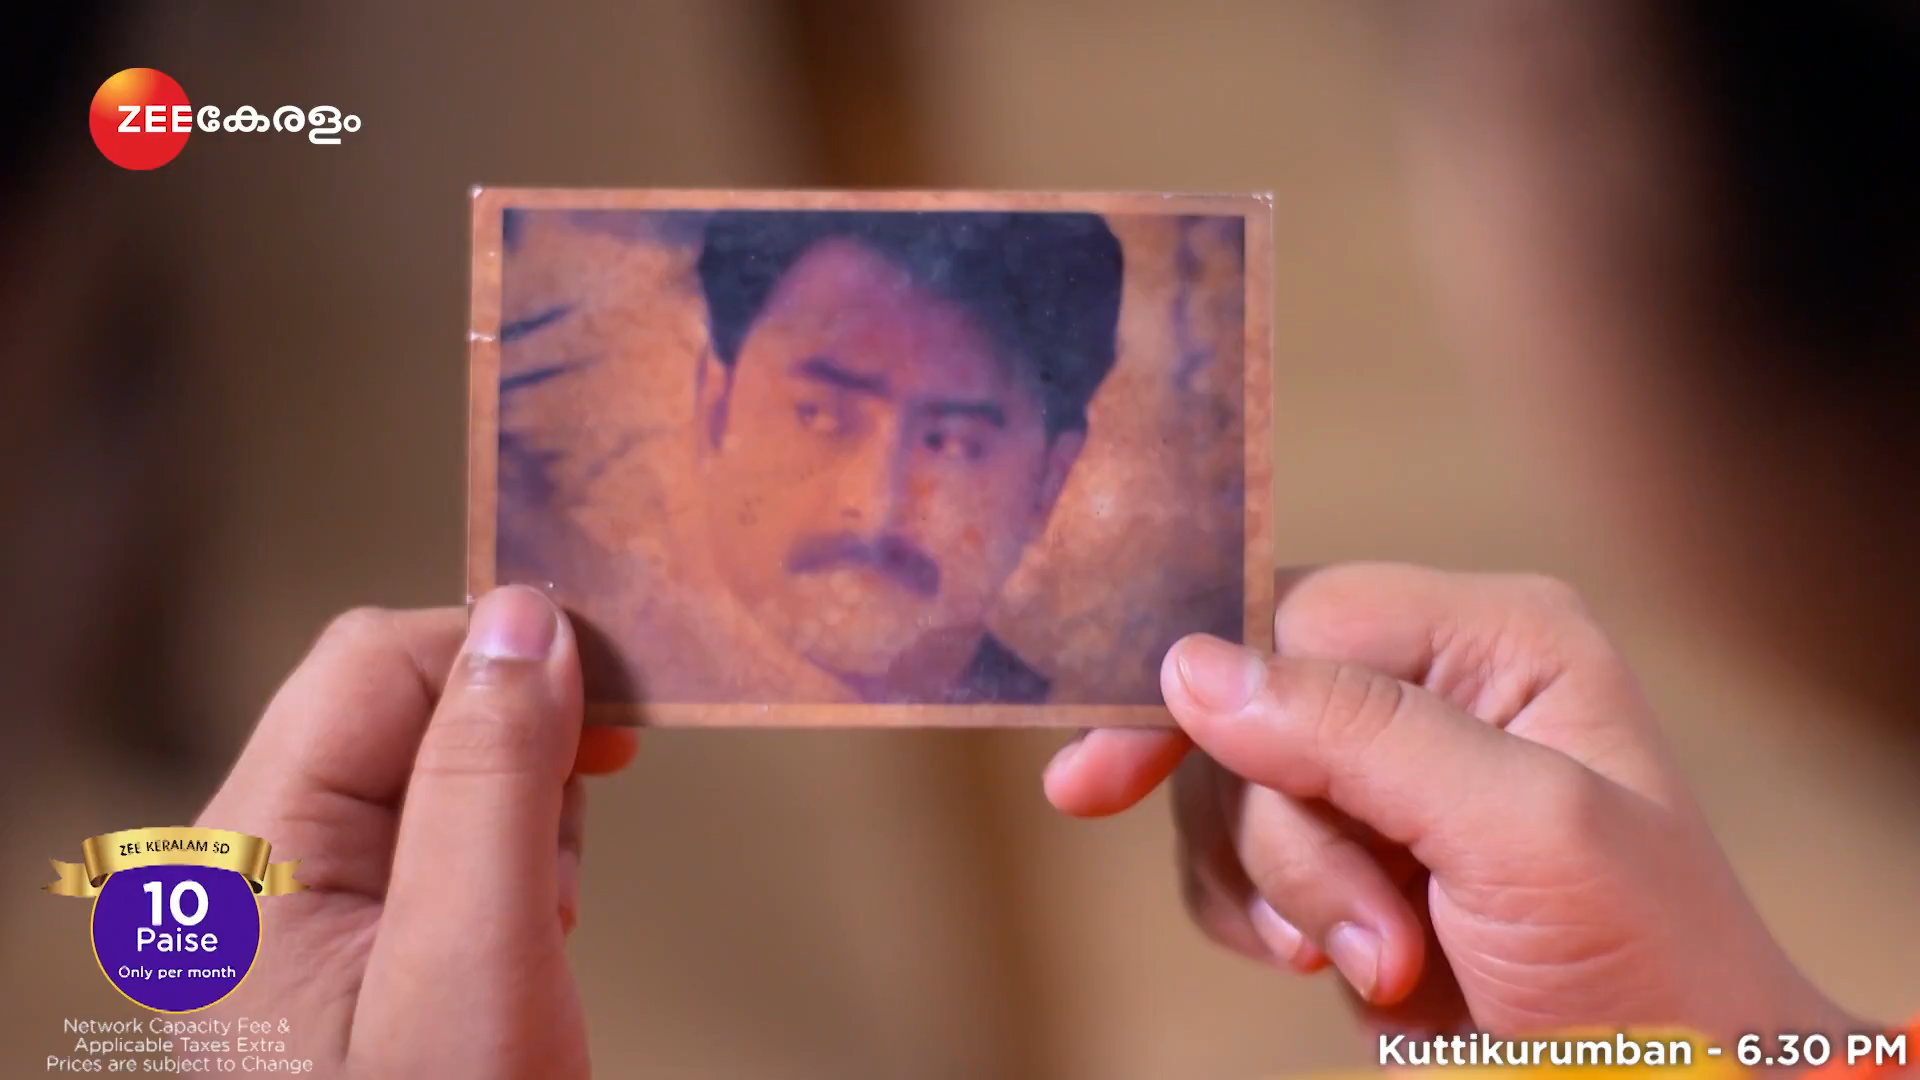 ZEEകേരളം
ZEE KERALAM SD
10
Paise
Only per month
Network Capacity Fee &
Applicable Taxes Extra
Prices are subject to Change
Kuttikurumban - 6.30 PM